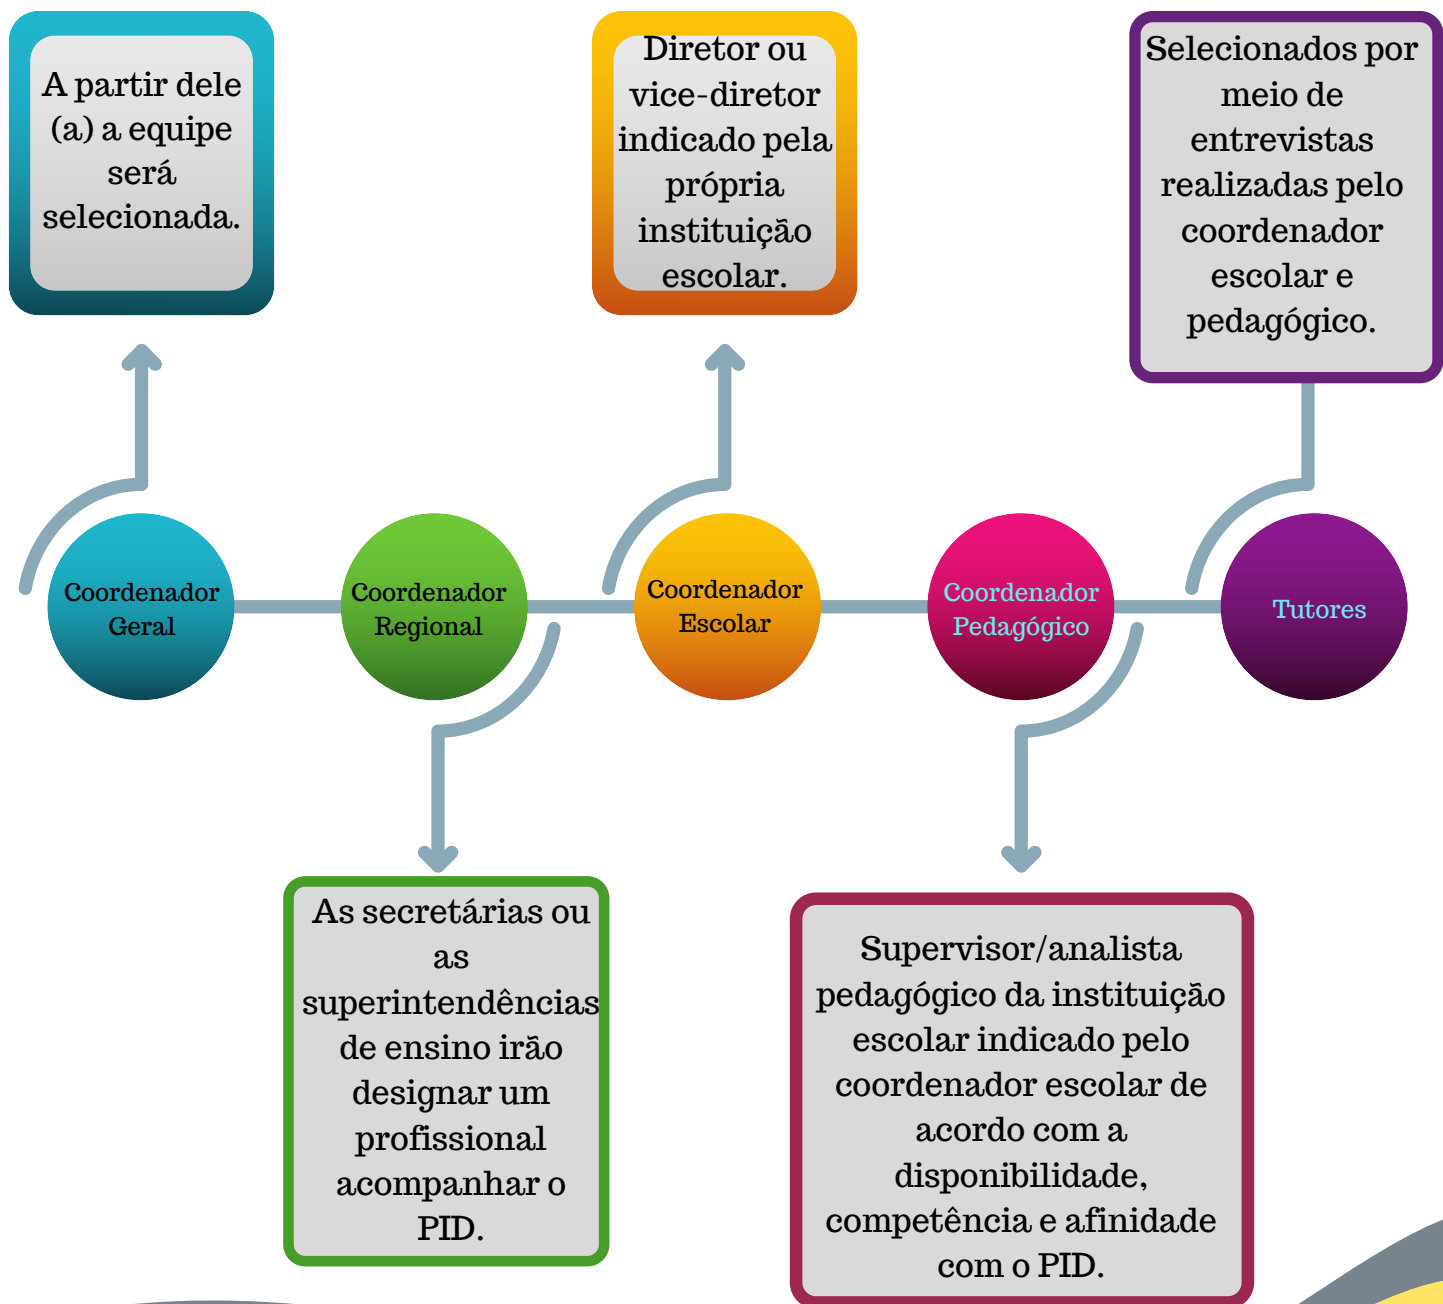 A partir dele
(a) a equipe
será
selecionada.
Diretor ou
vice-diretor
indicado pela
própria
instituição
escolar.
Selecionados por
meio de
entrevistas
realizadas pelo
coordenador
escolar e
pedagógico.
Coordenador
Geral
Coordenador
Regional
Coordenador
Escolar
Coordenador
Pedagógico
Tutores
As secretárias ou
as
superintendências
de ensino irão
designar um
profissional
acompanhar o
PID.
Supervisor/analista
pedagógico da instituição
escolar indicado pelo
coordenador escolar de
acordo com a
disponibilidade,
competência e afinidade
com o PID.